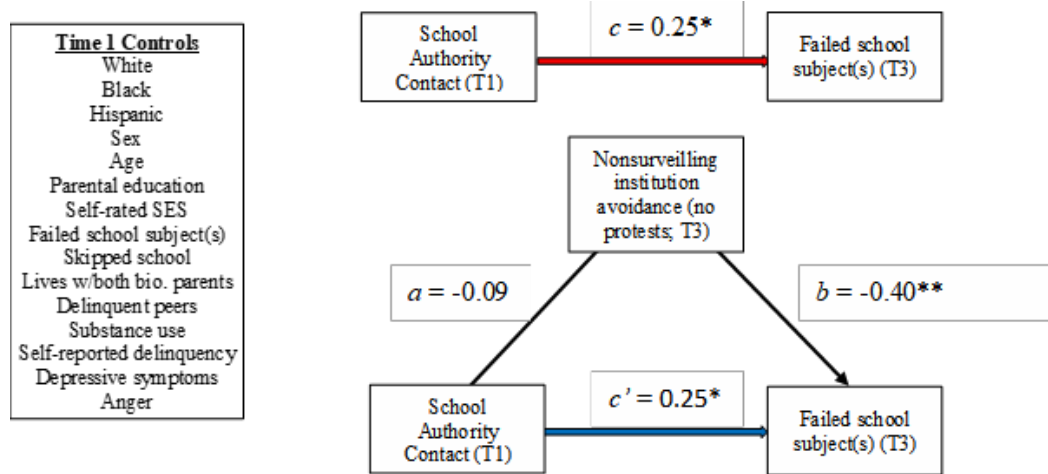 Time 1 Controls
White
Black
Hispanic
Sex
Age
Parental education
Self-rated SES
Failed school subject(s)
Skipped school
Lives w/both bio. parents
Delinquent peers
Substance use
Self-reported delinquency
Depressive symptoms
Anger
School
Authority
Contact (T1)
c = 0.25*
Failed school
subject(s) (T3)
Nonsurveilling
institution
avoidance (no
protests; T3)
a = -0.09
b = -0.40**
School
Authority
Contact (T1)
c' = 0.25*
Failed school
subject(s) (T3)